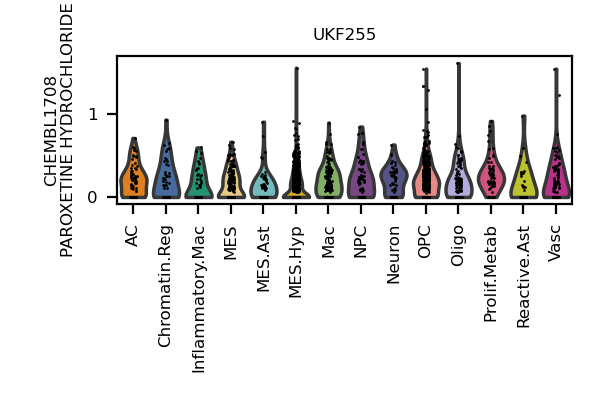 UKF255
CHEMBL1708
PAROXETINE HYDROCHLORIDE
1
0
AC
Chromatin.Reg
Inflammatory.Mac
MES
MES.Ast
MES.Hyp
Mac
NPC
Neuron
OPC
Oligo
Prolif.Metab
Reactive.Ast
Vasc